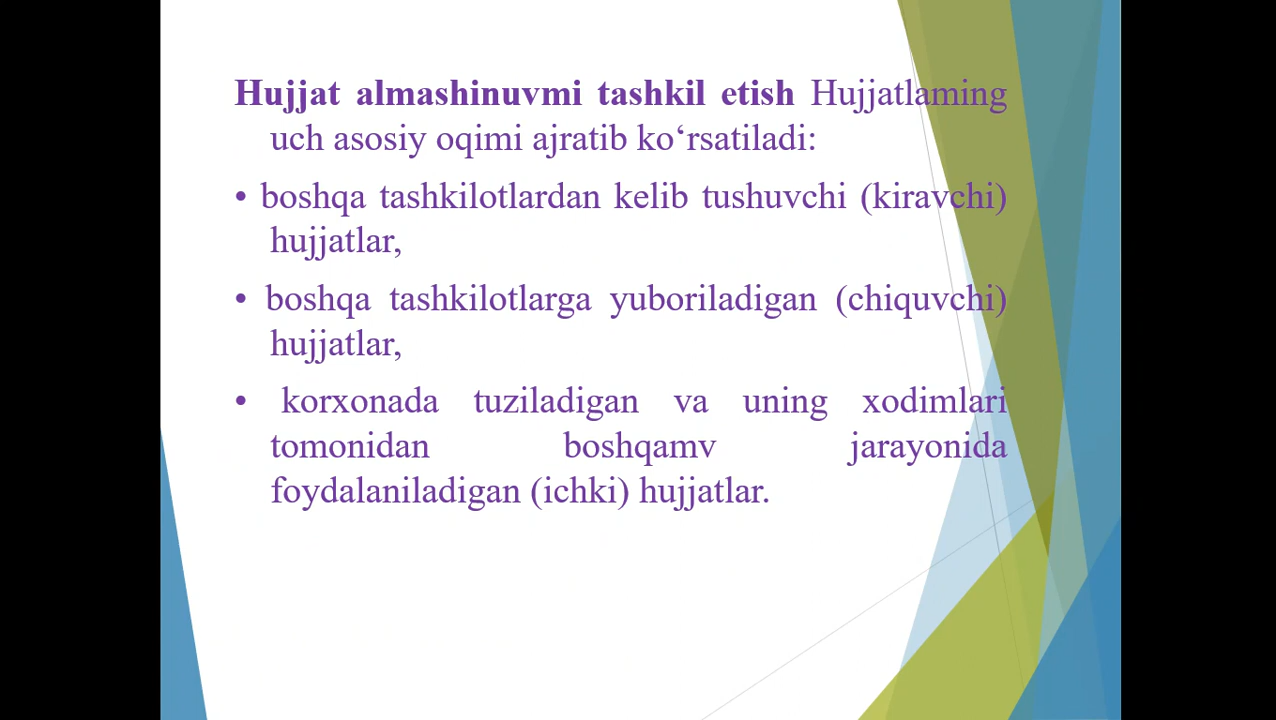 Hujjat almashinuvmi tashkil etish Hujjatlaming
uch asosiy oqimi ajratib ko‘rsatiladi:
• boshqa tashkilotlardan kelib tushuvchi (kiravchi)
hujjatlar,
• boshqa tashkilotlarga yuboriladigan (chiquvchi)
hujjatlar,
• korxonada tuziladigan va uning xodimlari
tomonidan boshqamv jarayonida
foydalaniladigan (ichki) hujjatlar.